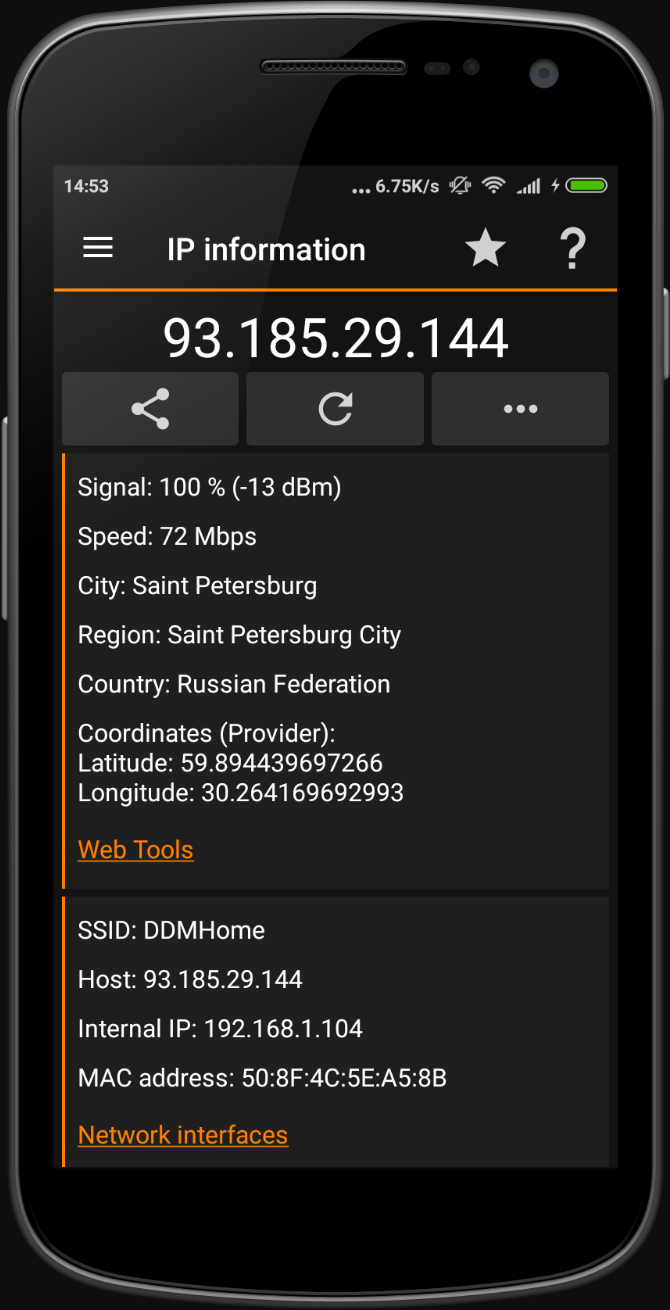 14:53 ... 6.75K/s
IP information ?
93.185.29.144
Signal: 100 % (-13 dBm)
Speed: 72 Mbps
City: Saint Petersburg
Region: Saint Petersburg City
Country: Russian Federation
Coordinates (Provider):
Latitude: 59.894439697266
Longitude: 30.264169692993
Web Tools
SSID: DDMHome
Host: 93.185.29.144
Internal IP: 192.168.1.104
MAC address: 50:8F:4C:5E:A5:8B
Network interfaces